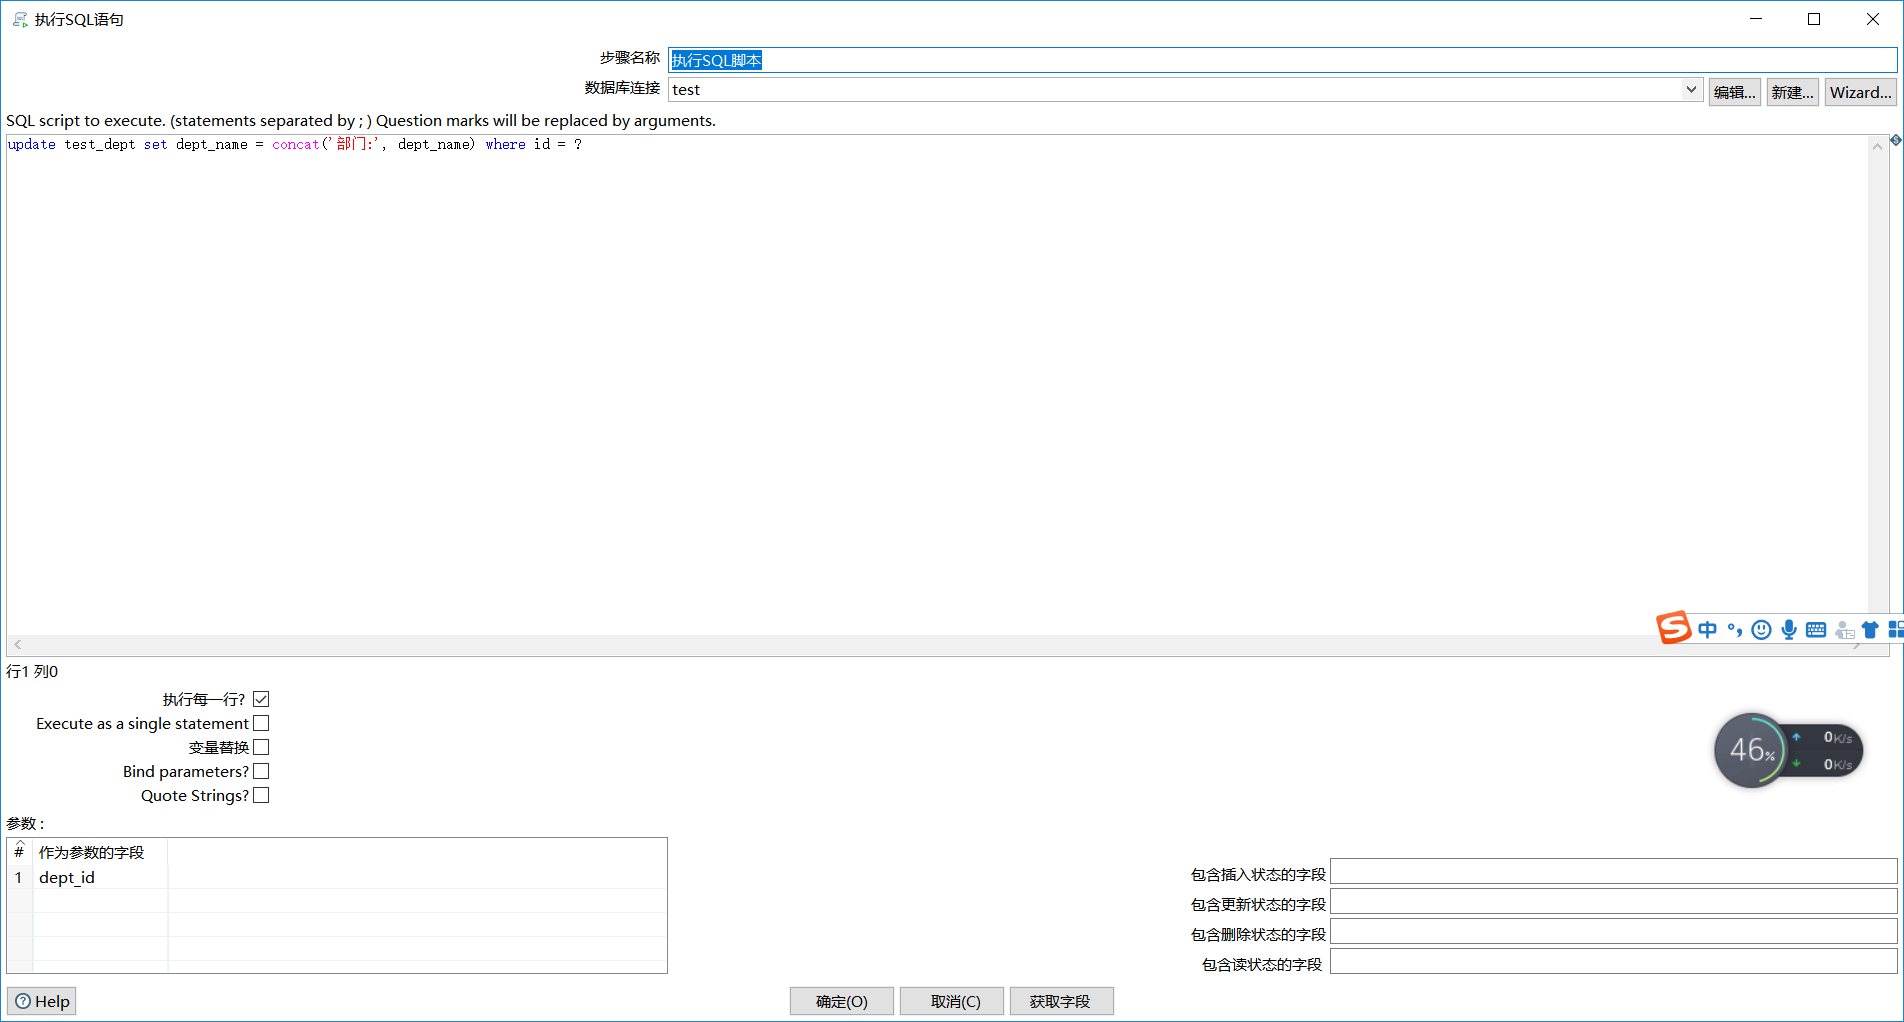 执行SQL语句
步骤名称 执行SQL脚本
数据库连接 test 编辑... 新建... Wizard...
SQL script to execute. (statements separated by ; ) Question marks will be replaced by arguments.
update test_dept set dept_name = concat('部门:', dept_name) where id = ?
中
行1 列0
执行每一行?
Execute as a single statement
变量替换
Bind parameters?
Quote Strings?
46% 0K/s
0K/s
参数 :
# 作为参数的字段
1 dept_id
包含插入状态的字段
包含更新状态的字段
包含删除状态的字段
包含读状态的字段
Help 确定(O) 取消(C) 获取字段